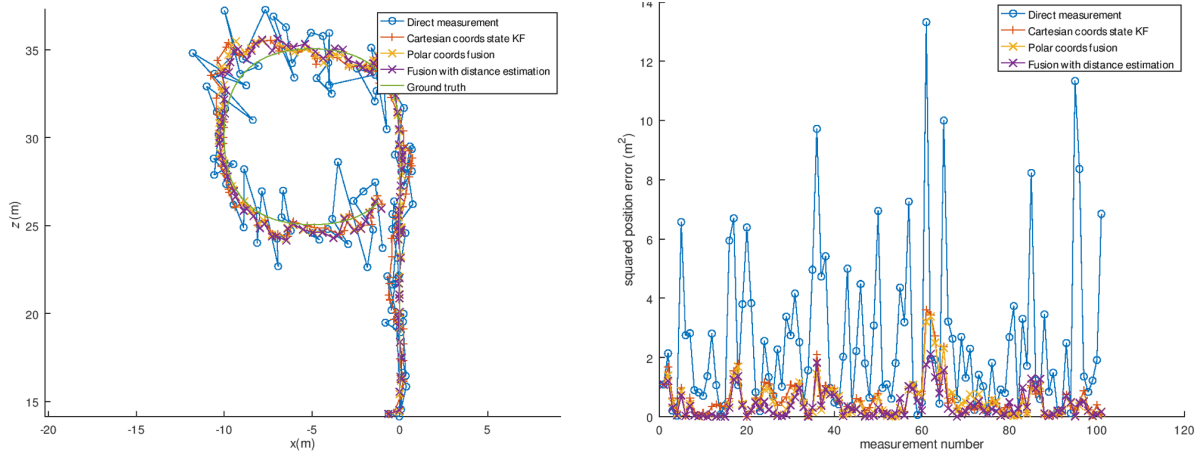 35
30
25
20
15
-20
-15
-10
-5
0
5
z (m)
x(m)
Direct measurement
Cartesian coords state KF
Polar coords fusion
Fusion with distance estimation
Ground truth
14
12
10
8
6
4
2
0
0
20
40
60
80
100
120
squared position error (m²)
measurement number
Direct measurement
Cartesian coords state KF
Polar coords fusion
Fusion with distance estimation